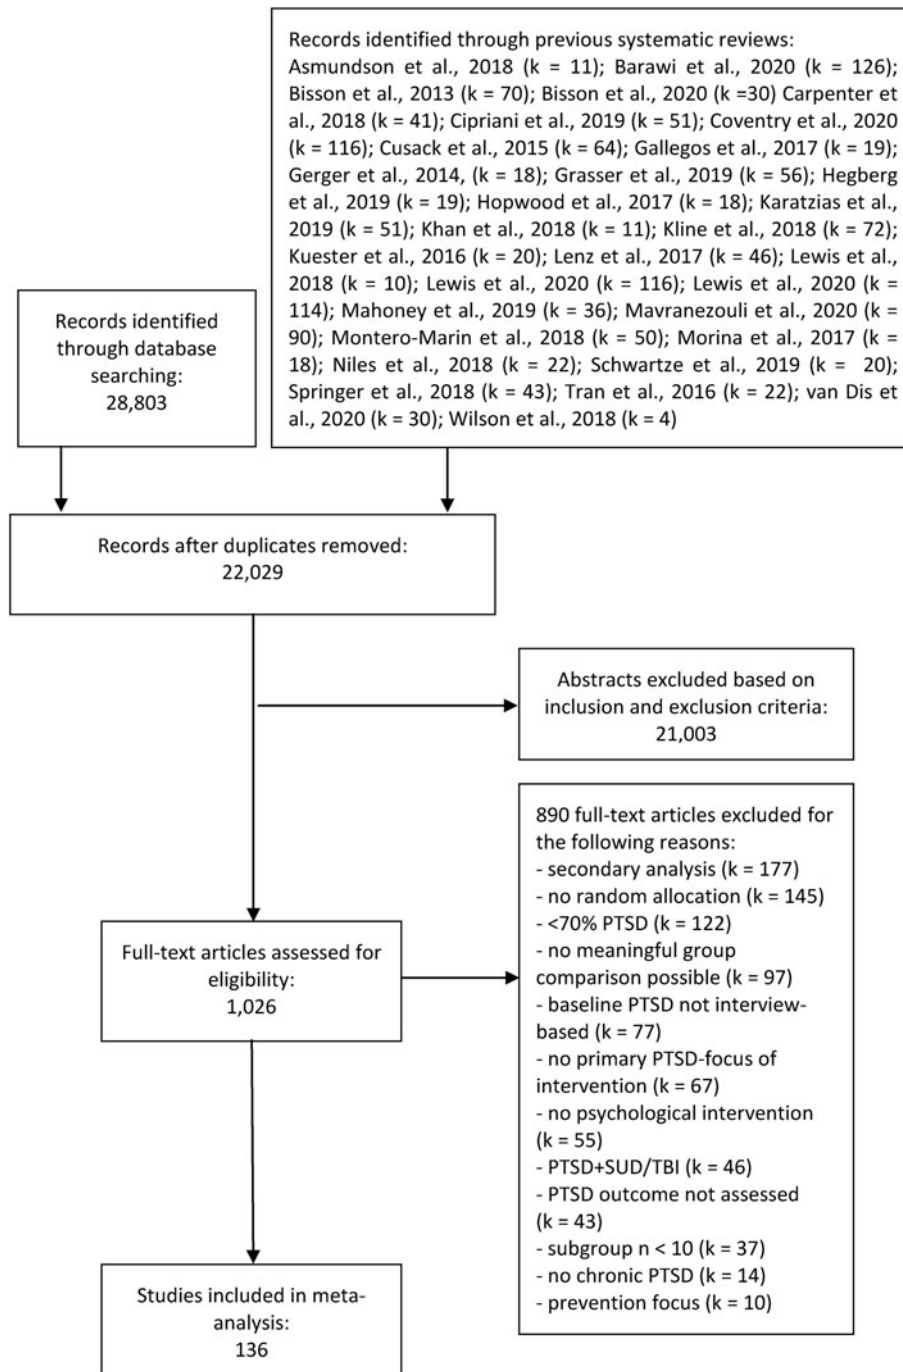 Records identified through previous systematic reviews:
Asmundson et al., 2018 (k = 11); Barawi et al., 2020 (k = 126);
Bisson et al., 2013 (k = 70); Bisson et al., 2020 (k =30) Carpenter et
al., 2018 (k = 41); Cipriani et al., 2019 (k = 51); Coventry et al., 2020
(k = 116); Cusack et al., 2015 (k = 64); Gallegos et al., 2017 (k = 19);
Gerger et al., 2014, (k = 18); Grasser et al., 2019 (k = 56); Hegberg
et al., 2019 (k = 19); Hopwood et al., 2017 (k = 18); Karatzias et al.,
2019 (k = 51); Khan et al., 2018 (k = 11); Kline et al., 2018 (k = 72);
Kuester et al., 2016 (k = 20); Lenz et al., 2017 (k = 46); Lewis et al.,
2018 (k = 10); Lewis et al., 2020 (k = 116); Lewis et al., 2020 (k =
114); Mahoney et al., 2019 (k = 36); Mavranezouli et al., 2020 (k =
90); Montero-Marin et al., 2018 (k = 50); Morina et al., 2017 (k =
18); Niles et al., 2018 (k = 22); Schwartze et al., 2019 (k = 20);
Springer et al., 2018 (k = 43); Tran et al., 2016 (k = 22); van Dis et
al., 2020 (k = 30); Wilson et al., 2018 (k = 4)
Records identified
through database
searching:
28,803
Records after duplicates removed:
22,029
Abstracts excluded based on
inclusion and exclusion criteria:
21,003
Full-text articles assessed for
eligibility:
1,026
890 full-text articles excluded for
the following reasons:
- secondary analysis (k = 177)
- no random allocation (k = 145)
- <70% PTSD (k = 122)
- no meaningful group
comparison possible (k = 97)
- baseline PTSD not interview-
based (k = 77)
- no primary PTSD-focus of
intervention (k = 67)
- no psychological intervention
(k = 55)
- PTSD+SUD/TBI (k = 46)
- PTSD outcome not assessed
(k = 43)
- subgroup n < 10 (k = 37)
- no chronic PTSD (k = 14)
- prevention focus (k = 10)
Studies included in meta-
analysis:
136